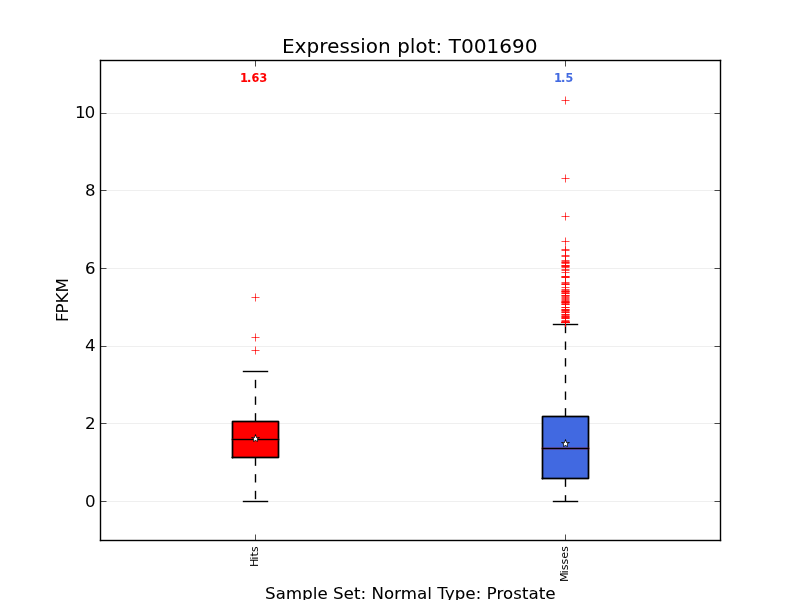 Expression plot: T001690
1.63
1.5
10
8
6
4
2
0
FPKM
Hits
Misses
Sample Set: Normal Type: Prostate